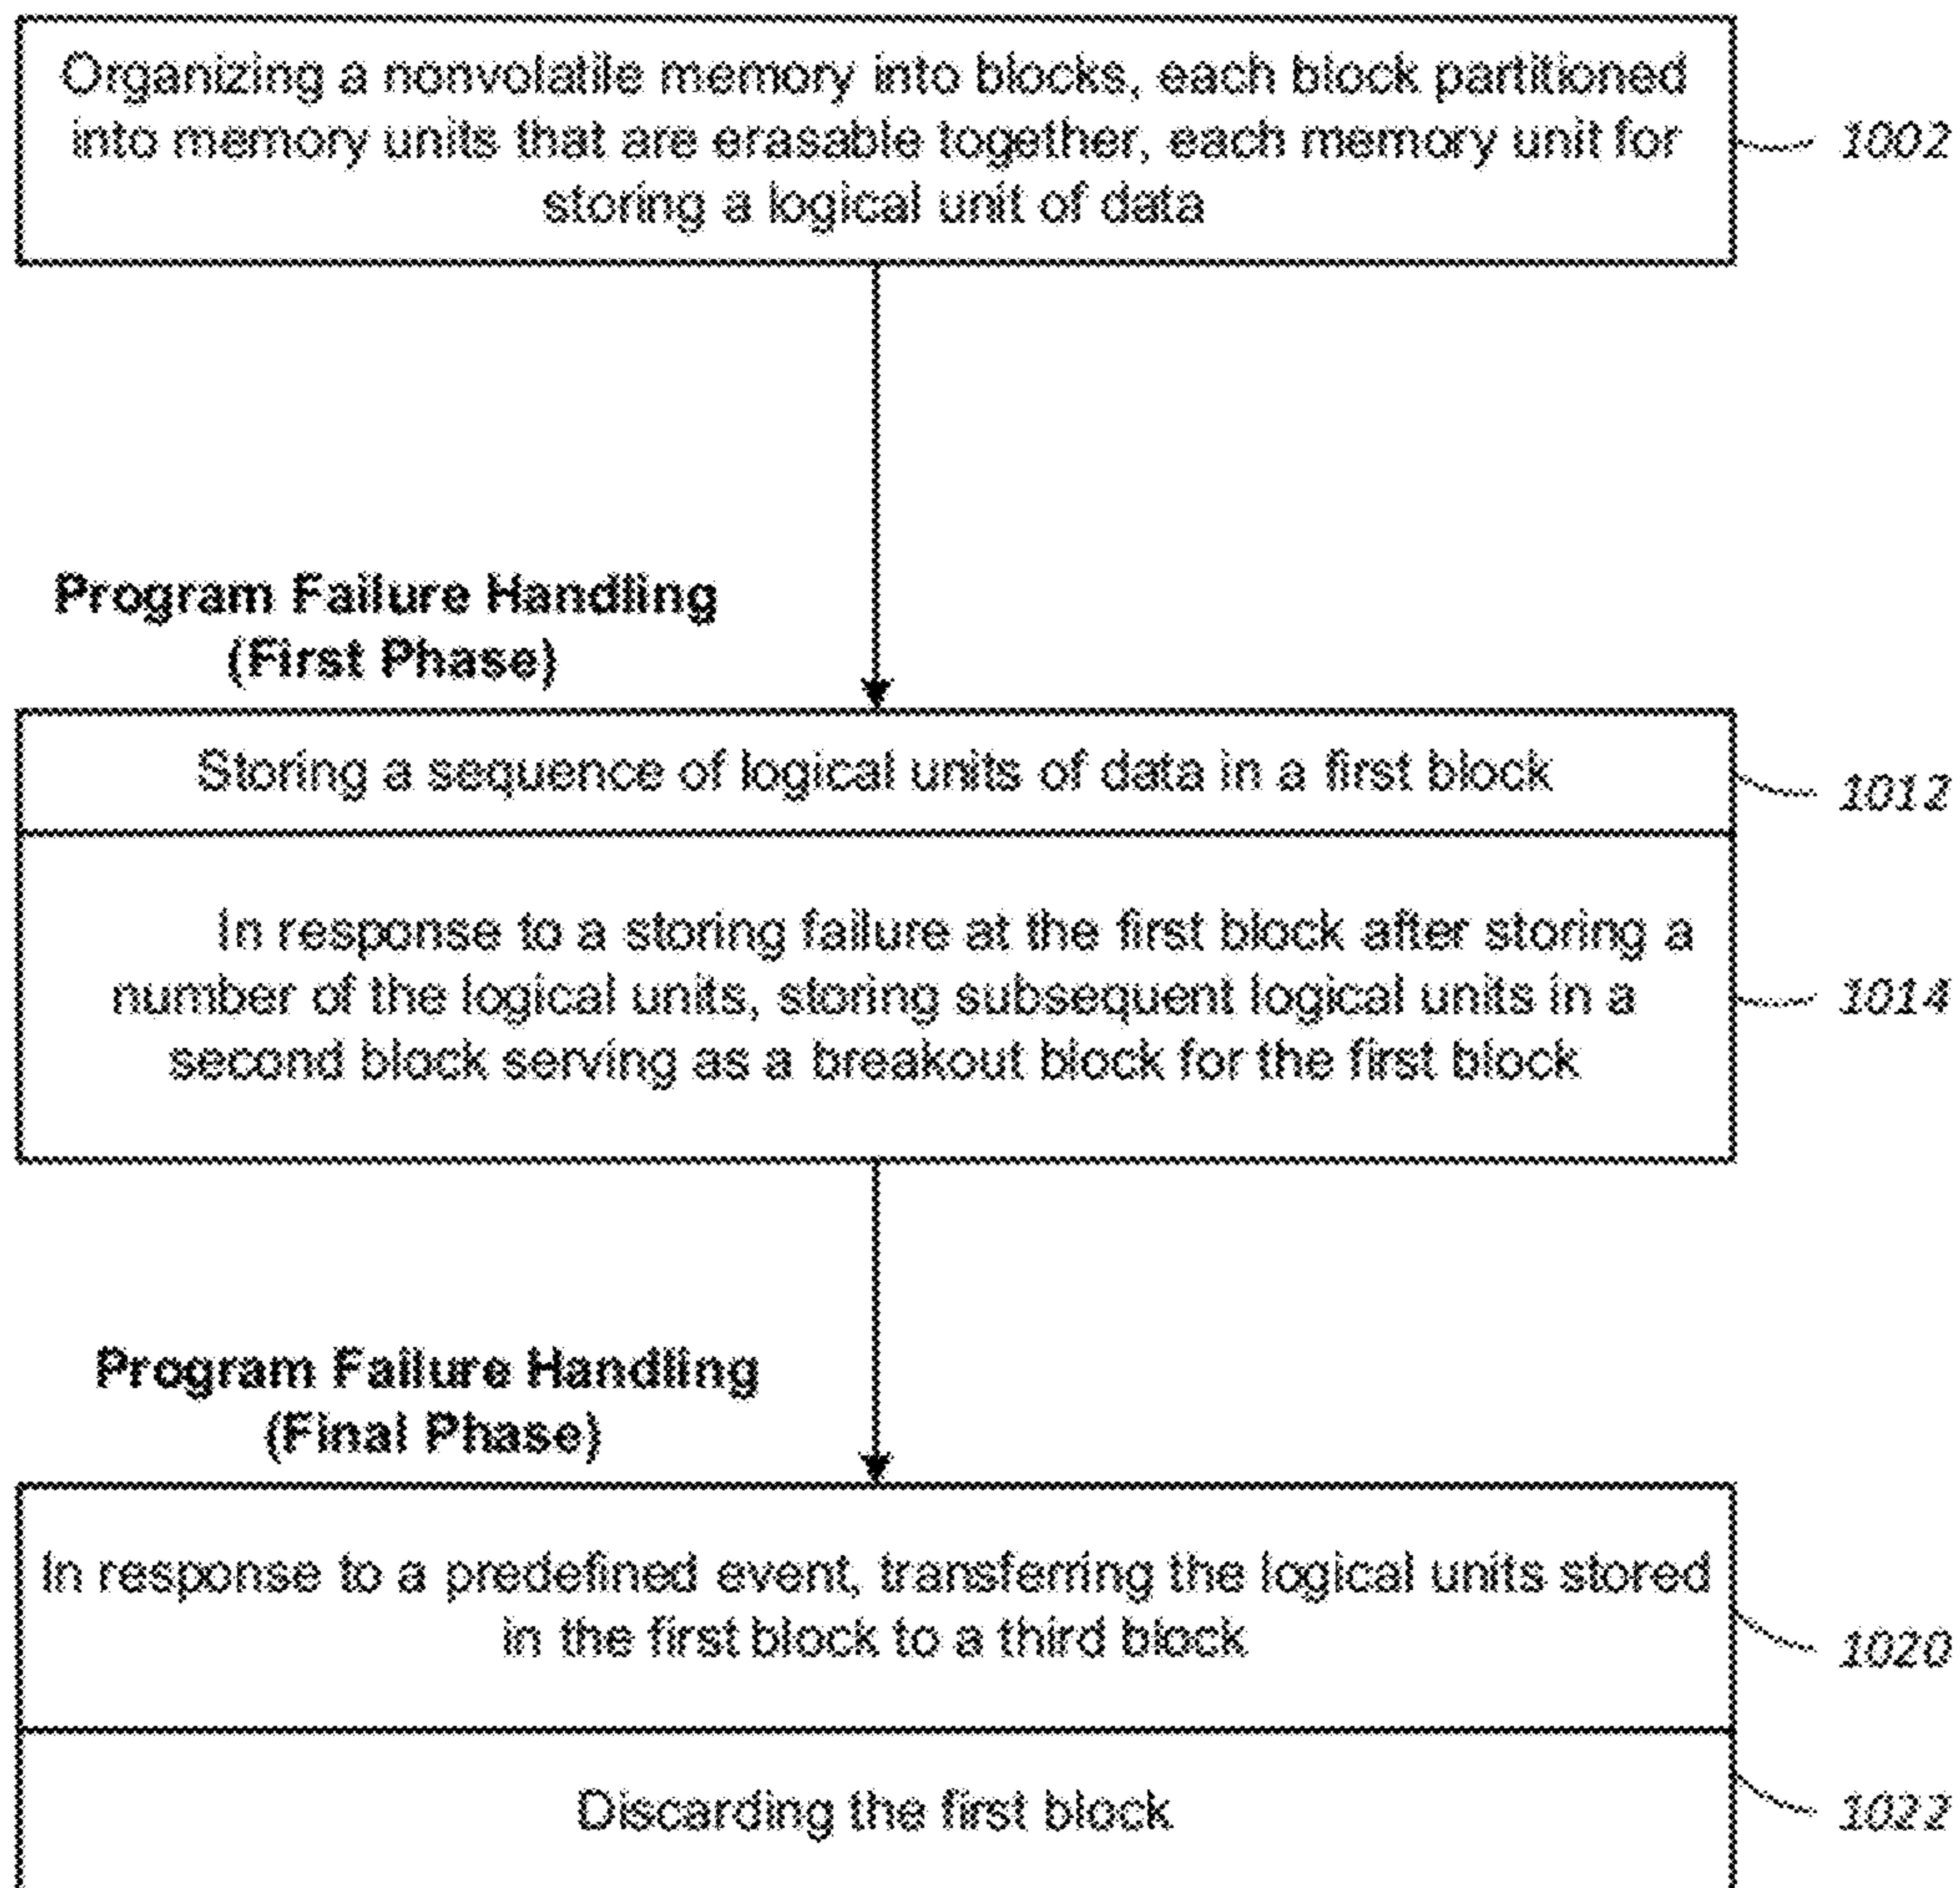 Organizing a nonvolatile memory into blocks, each block partitioned
into memory units that are erasable together, each memory unit for
storing a logical unit of data
1002
Program Failure Handling
(First Phase)
Storing a sequence of logical units of data in a first block
1012
In response to a storing failure at the first block after storing a
number of the logical units, storing subsequent logical units in a
second block serving as a breakout block for the first block
1014
Program Failure Handling
(Final Phase)
In response to a predefined event, transferring the logical units stored
in the first block to a third block
1020
Discarding the first block
1022